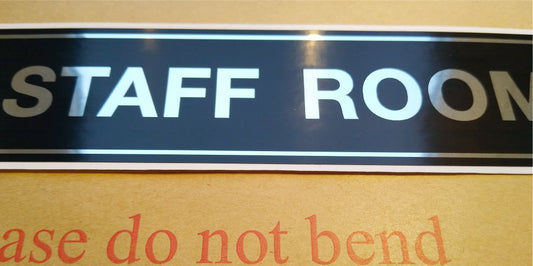 STAFF ROOM
ase do not bend